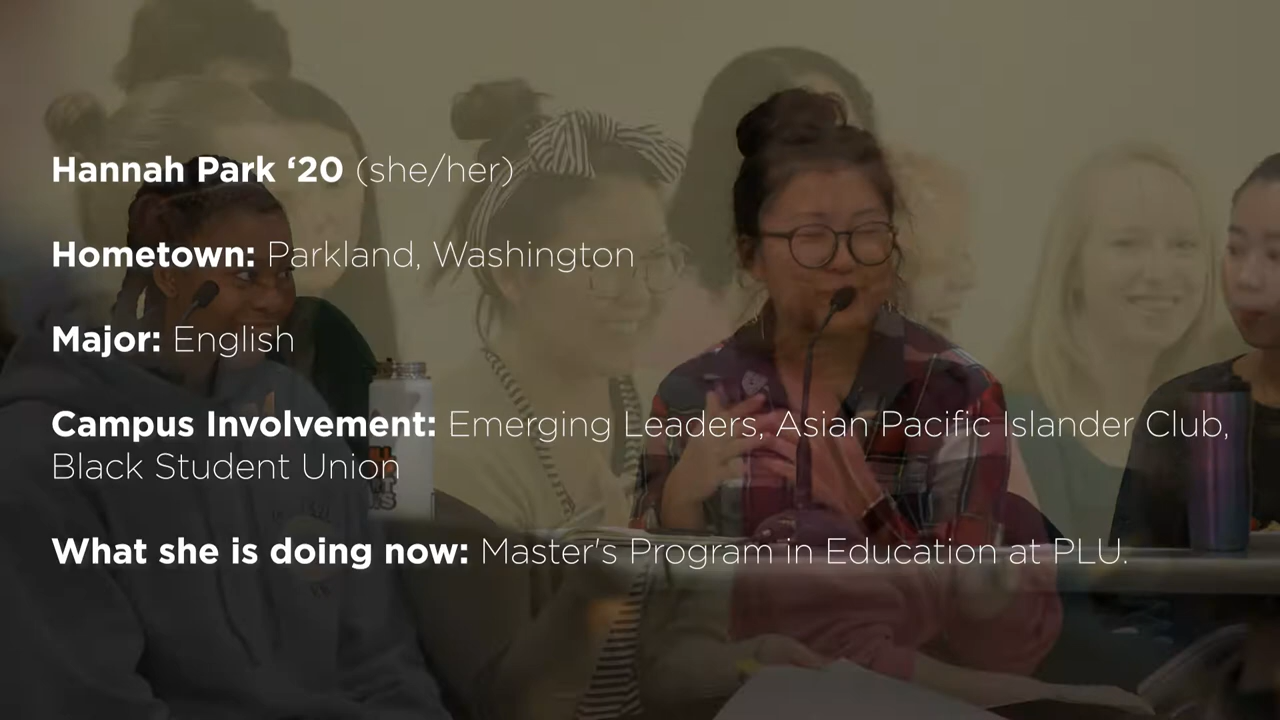 Hannah Park ‘20 (she/her)
Hometown: Parkland, Washington
Major: English
Campus Involvement: Emerging Leaders, Asian Pacific Islander Club,
Black Student Union
What she is doing now: Master's Program in Education at PLU.